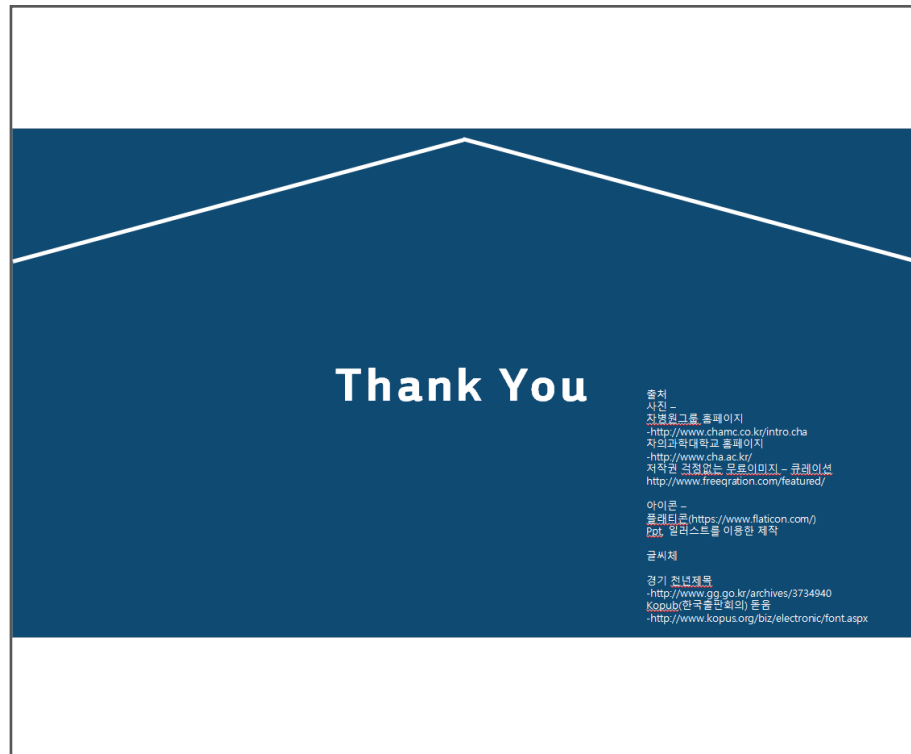 Thank You
출처
사진 –
차병원그룹 홈페이지
-http://www.chamc.co.kr/intro.cha
차의과학대학교 홈페이지
-http://www.cha.ac.kr/
저작권 걱정없는 무료이미지 – 큐레이션
http://www.freeqration.com/featured/
아이콘 –
플래티콘(https://www.flaticon.com/)
Ppt, 일러스트를 이용한 제작
글씨체
경기 천년제목
-http://www.gg.go.kr/archives/3734940
Kopub(한국출판회의) 돋움
-http://www.kopus.org/biz/electronic/font.aspx